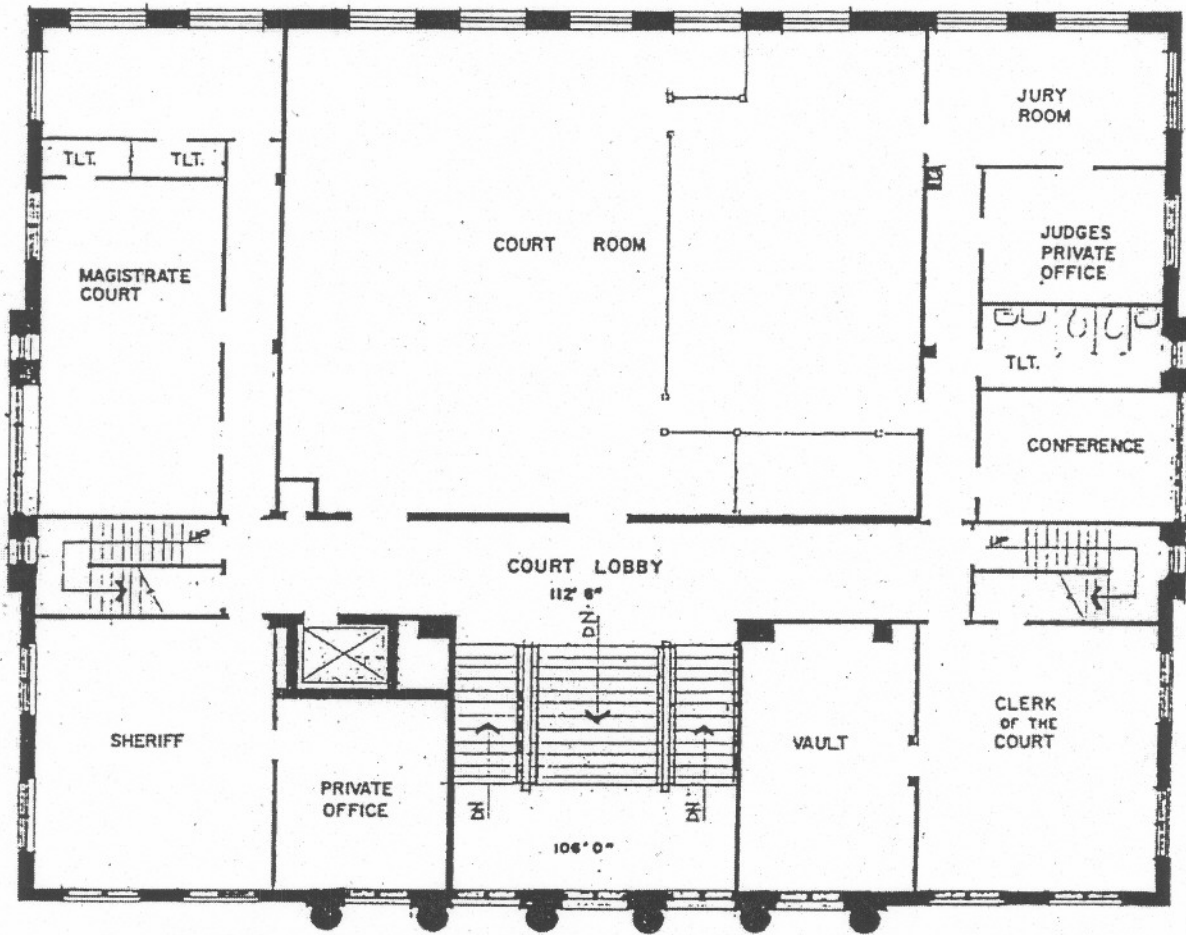 JURY
ROOM
TLT.
TLT.
COURT ROOM
JUDGES
PRIVATE
OFFICE
MAGISTRATE
COURT
TLT.
CONFERENCE
UP
UP
COURT LOBBY
112' 6"
DN.
SHERIFF
PRIVATE
OFFICE
VAULT
CLERK
OF THE
COURT
DN
DN
106' 0"